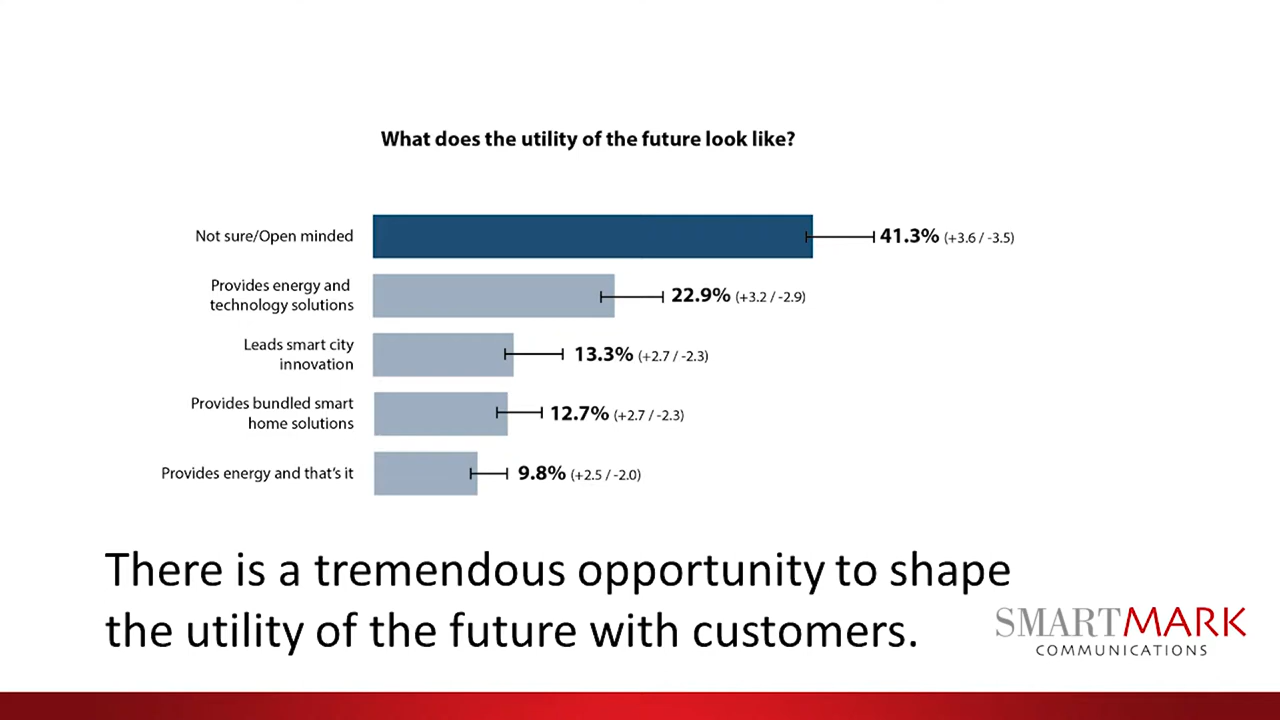 What does the utility of the future look like?
Not sure/Open minded
41.3% (+3.6 / -3.5)
Provides energy and
technology solutions
22.9% (+3.2 / -2.9)
Leads smart city
innovation
13.3% (+2.7 / -2.3)
Provides bundled smart
home solutions
12.7% (+2.7 / -2.3)
Provides energy and that's it
9.8% (+2.5 / -2.0)
There is a tremendous opportunity to shape
the utility of the future with customers.
SMARTMARK
COMMUNICATIONS